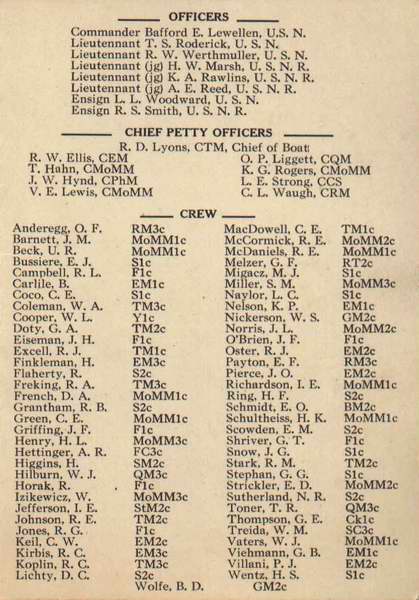 OFFICERS
Commander Bafford E. Lewellen, U.S. N.
Lieutenant T. S. Roderick, U. S. N.
Lieutenant R. W. Werthmuller, U. S. N.
Lieutenant (jg) H. W. Marsh, U. S. N. R.
Lieutenant (jg) K. A. Rawlins, U. S. N. R.
Lieutenant (jg) A. E. Reed, U. S. N. R.
Ensign L. L. Woodward, U. S. N.
Ensign R. S. Smith, U. S. N. R.
CHIEF PETTY OFFICERS
R. D. Lyons, CTM, Chief of Boat
R. W. Ellis, CEM
T. Hahn, CMoMM
J. W. Hynd, CPhM
V. E. Lewis, CMoMM
O. P. Liggett, CQM
K. G. Rogers, CMoMM
L. E. Strong, CCS
C. L. Waugh, CRM
CREW
Anderegg, O. F. RM3c
Barnett, J. M. MoMM1c
Beck, U. R. MoMM1c
Bussiere, E. J. S1c
Campbell, R. L. F1c
Carlile, B. EM1c
Coco, C. E. S1c
Coleman, W. A. TM3c
Cooper, W. L. Y1c
Doty, G. A. TM2c
Eiseman, J. H. F1c
Excell, R. J. TM1c
Finkleman, H. EM3c
Flaherty, R. S2c
Freking, R. A. TM3c
French, D. A. MoMM1c
Grantham, R. B. S2c
Green, C. E. MoMM1c
Griffing, J. F. F1c
Henry, H. L. MoMM3c
Hettinger, A. R. FC3c
Higgins, H. SM2c
Hilburn, W. J. QM3c
Horak, R. F1c
Izikewicz, W. MoMM3c
Jefferson, I. E. StM2c
Johnson, R. E. TM2c
Jones, R. G. F1c
Keil, C. W. EM2c
Kirbis, R. C. EM3c
Koplin, R. C. TM3c
Lichty, D. C. S2c
MacDowell, C. E. TM1c
McCormick, R. E. MoMM2c
McDaniels, R. E. MoMM1c
Melzer, G. F. RT2c
Migacz, M. J. S1c
Miller, S. M. MoMM3c
Naylor, L. C. S1c
Nelson, K. P. EM1c
Nickerson, W. S. GM2c
Norris, J. L. MoMM2c
O'Brien, J. F. F1c
Oster, R. J. EM2c
Payton, E. F. RM3c
Pierce, J. O. EM2c
Richardson, I. E. MoMM1c
Ring, H. F. S2c
Schmidt, E. O. BM2c
Schultheiss, H. K. MoMM1c
Scowden, E. M. S2c
Shriver, G. T. F1c
Snow, J. G. S1c
Stark, R. M. TM2c
Stephan, G. G. S1c
Strickler, E. D. MoMM2c
Sutherland, N. R. S2c
Toner, T. R. QM3c
Thompson, G. E. Ck1c
Treida, W. M. SC3c
Vaters, W. J. MoMM1c
Viehmann, G. B. EM1c
Villani, P. J. EM2c
Wentz, H. S. S1c
Wolfe, B. D. GM2c